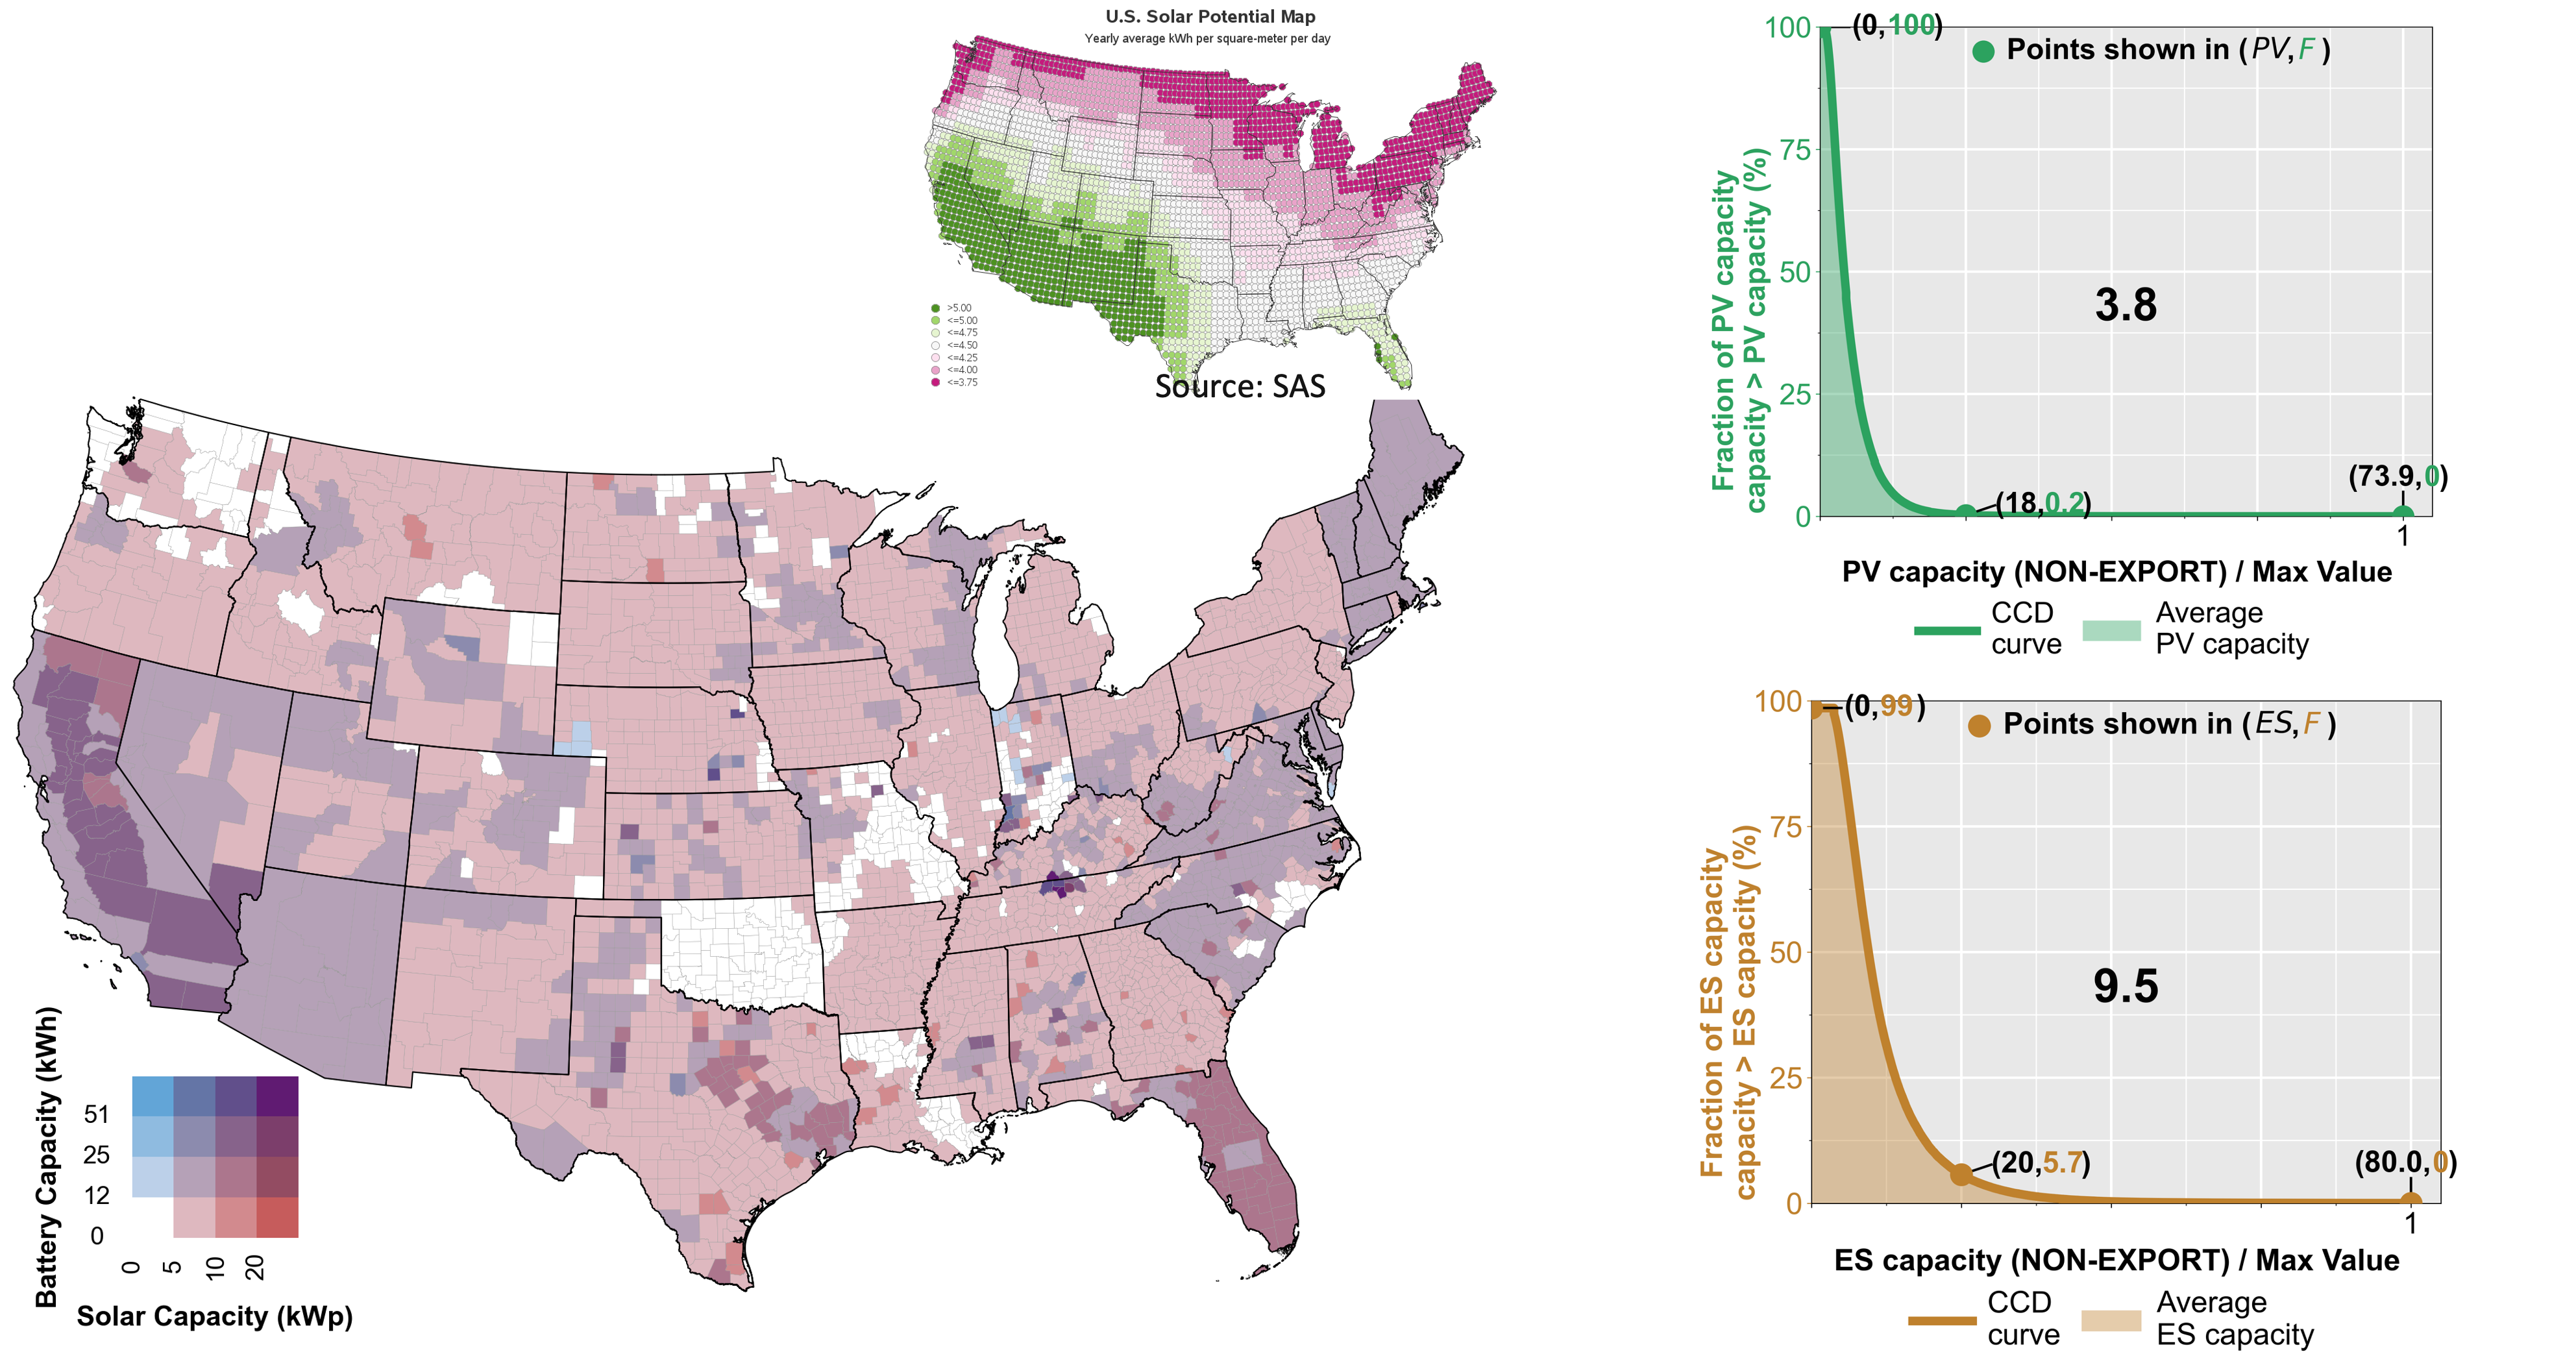 U.S. Solar Potential Map
Yearly average kWh per square-meter per day
>5.00
<=5.00
<=4.75
<=4.50
<=4.25
<=4.00
<=3.75
Source: SAS
Battery Capacity (kWh)
51
25
12
0
0
5
10
20
Solar Capacity (kWp)
Fraction of PV capacity
capacity > PV capacity (%)
100
75
50
25
0
(0,100)
Points shown in (PV,F)
3.8
(18,0.2)
(73.9,0)
1
PV capacity (NON-EXPORT) / Max Value
CCD
curve
Average
PV capacity
Fraction of ES capacity
capacity > ES capacity (%)
100
75
50
25
0
(0,99)
Points shown in (ES,F)
9.5
(20,5.7)
(80.0,0)
1
ES capacity (NON-EXPORT) / Max Value
CCD
curve
Average
ES capacity